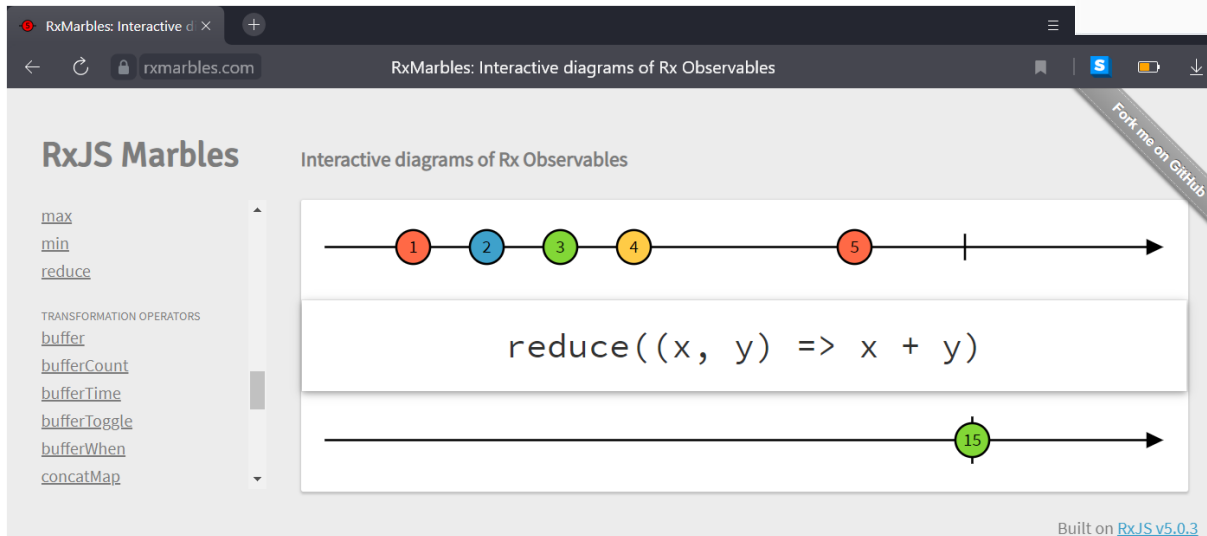 RxMarbles: Interactive d
rxmarbles.com
RxMarbles: Interactive diagrams of Rx Observables
S
Fork me on GitHub
RxJS Marbles
Interactive diagrams of Rx Observables
max
min
reduce
TRANSFORMATION OPERATORS
buffer
bufferCount
bufferTime
bufferToggle
bufferWhen
concatMap
1 2 3 4 5
reduce((x, y) => x + y)
15
Built on RxJS v5.0.3